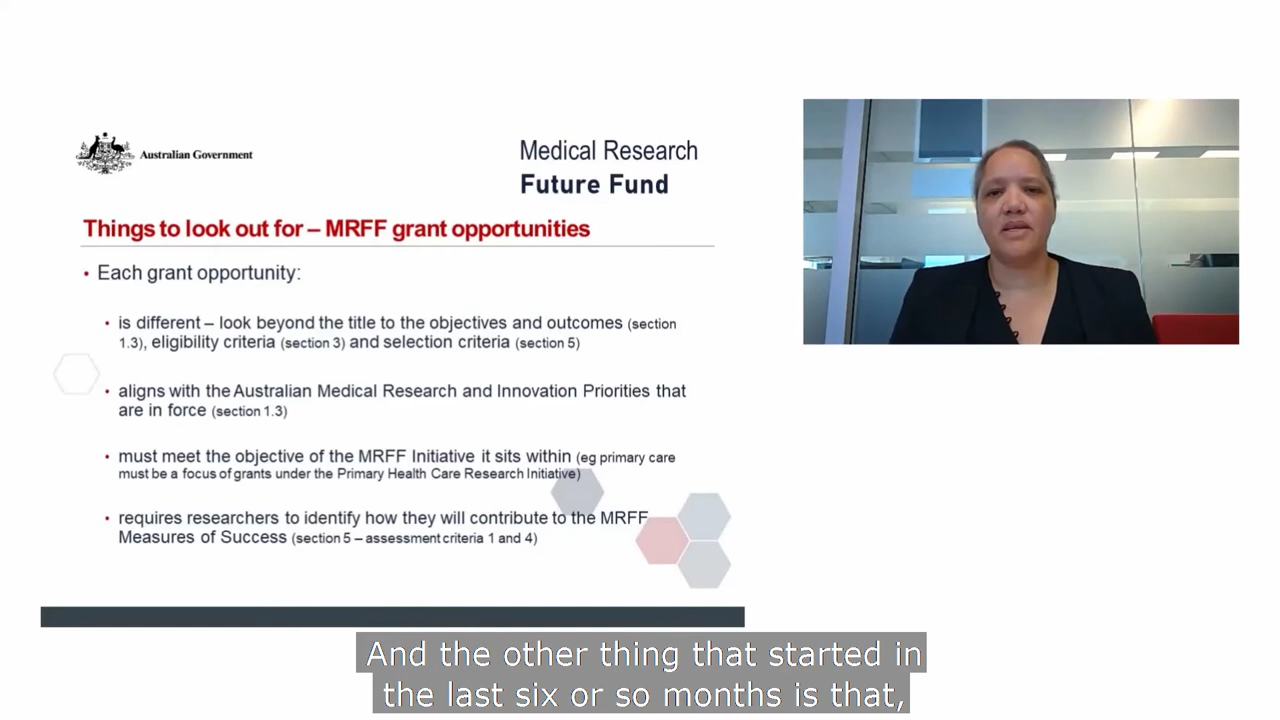 Australian Government
Medical Research
Future Fund
Things to look out for – MRFF grant opportunities
• Each grant opportunity:
• is different – look beyond the title to the objectives and outcomes (section
1.3), eligibility criteria (section 3) and selection criteria (section 5)
• aligns with the Australian Medical Research and Innovation Priorities that
are in force (section 1.3)
• must meet the objective of the MRFF Initiative it sits within (eg primary care
must be a focus of grants under the Primary Health Care Research Initiative)
• requires researchers to identify how they will contribute to the MRFF
Measures of Success (section 5 – assessment criteria 1 and 4)
And the other thing that started in
the last six or so months is that,